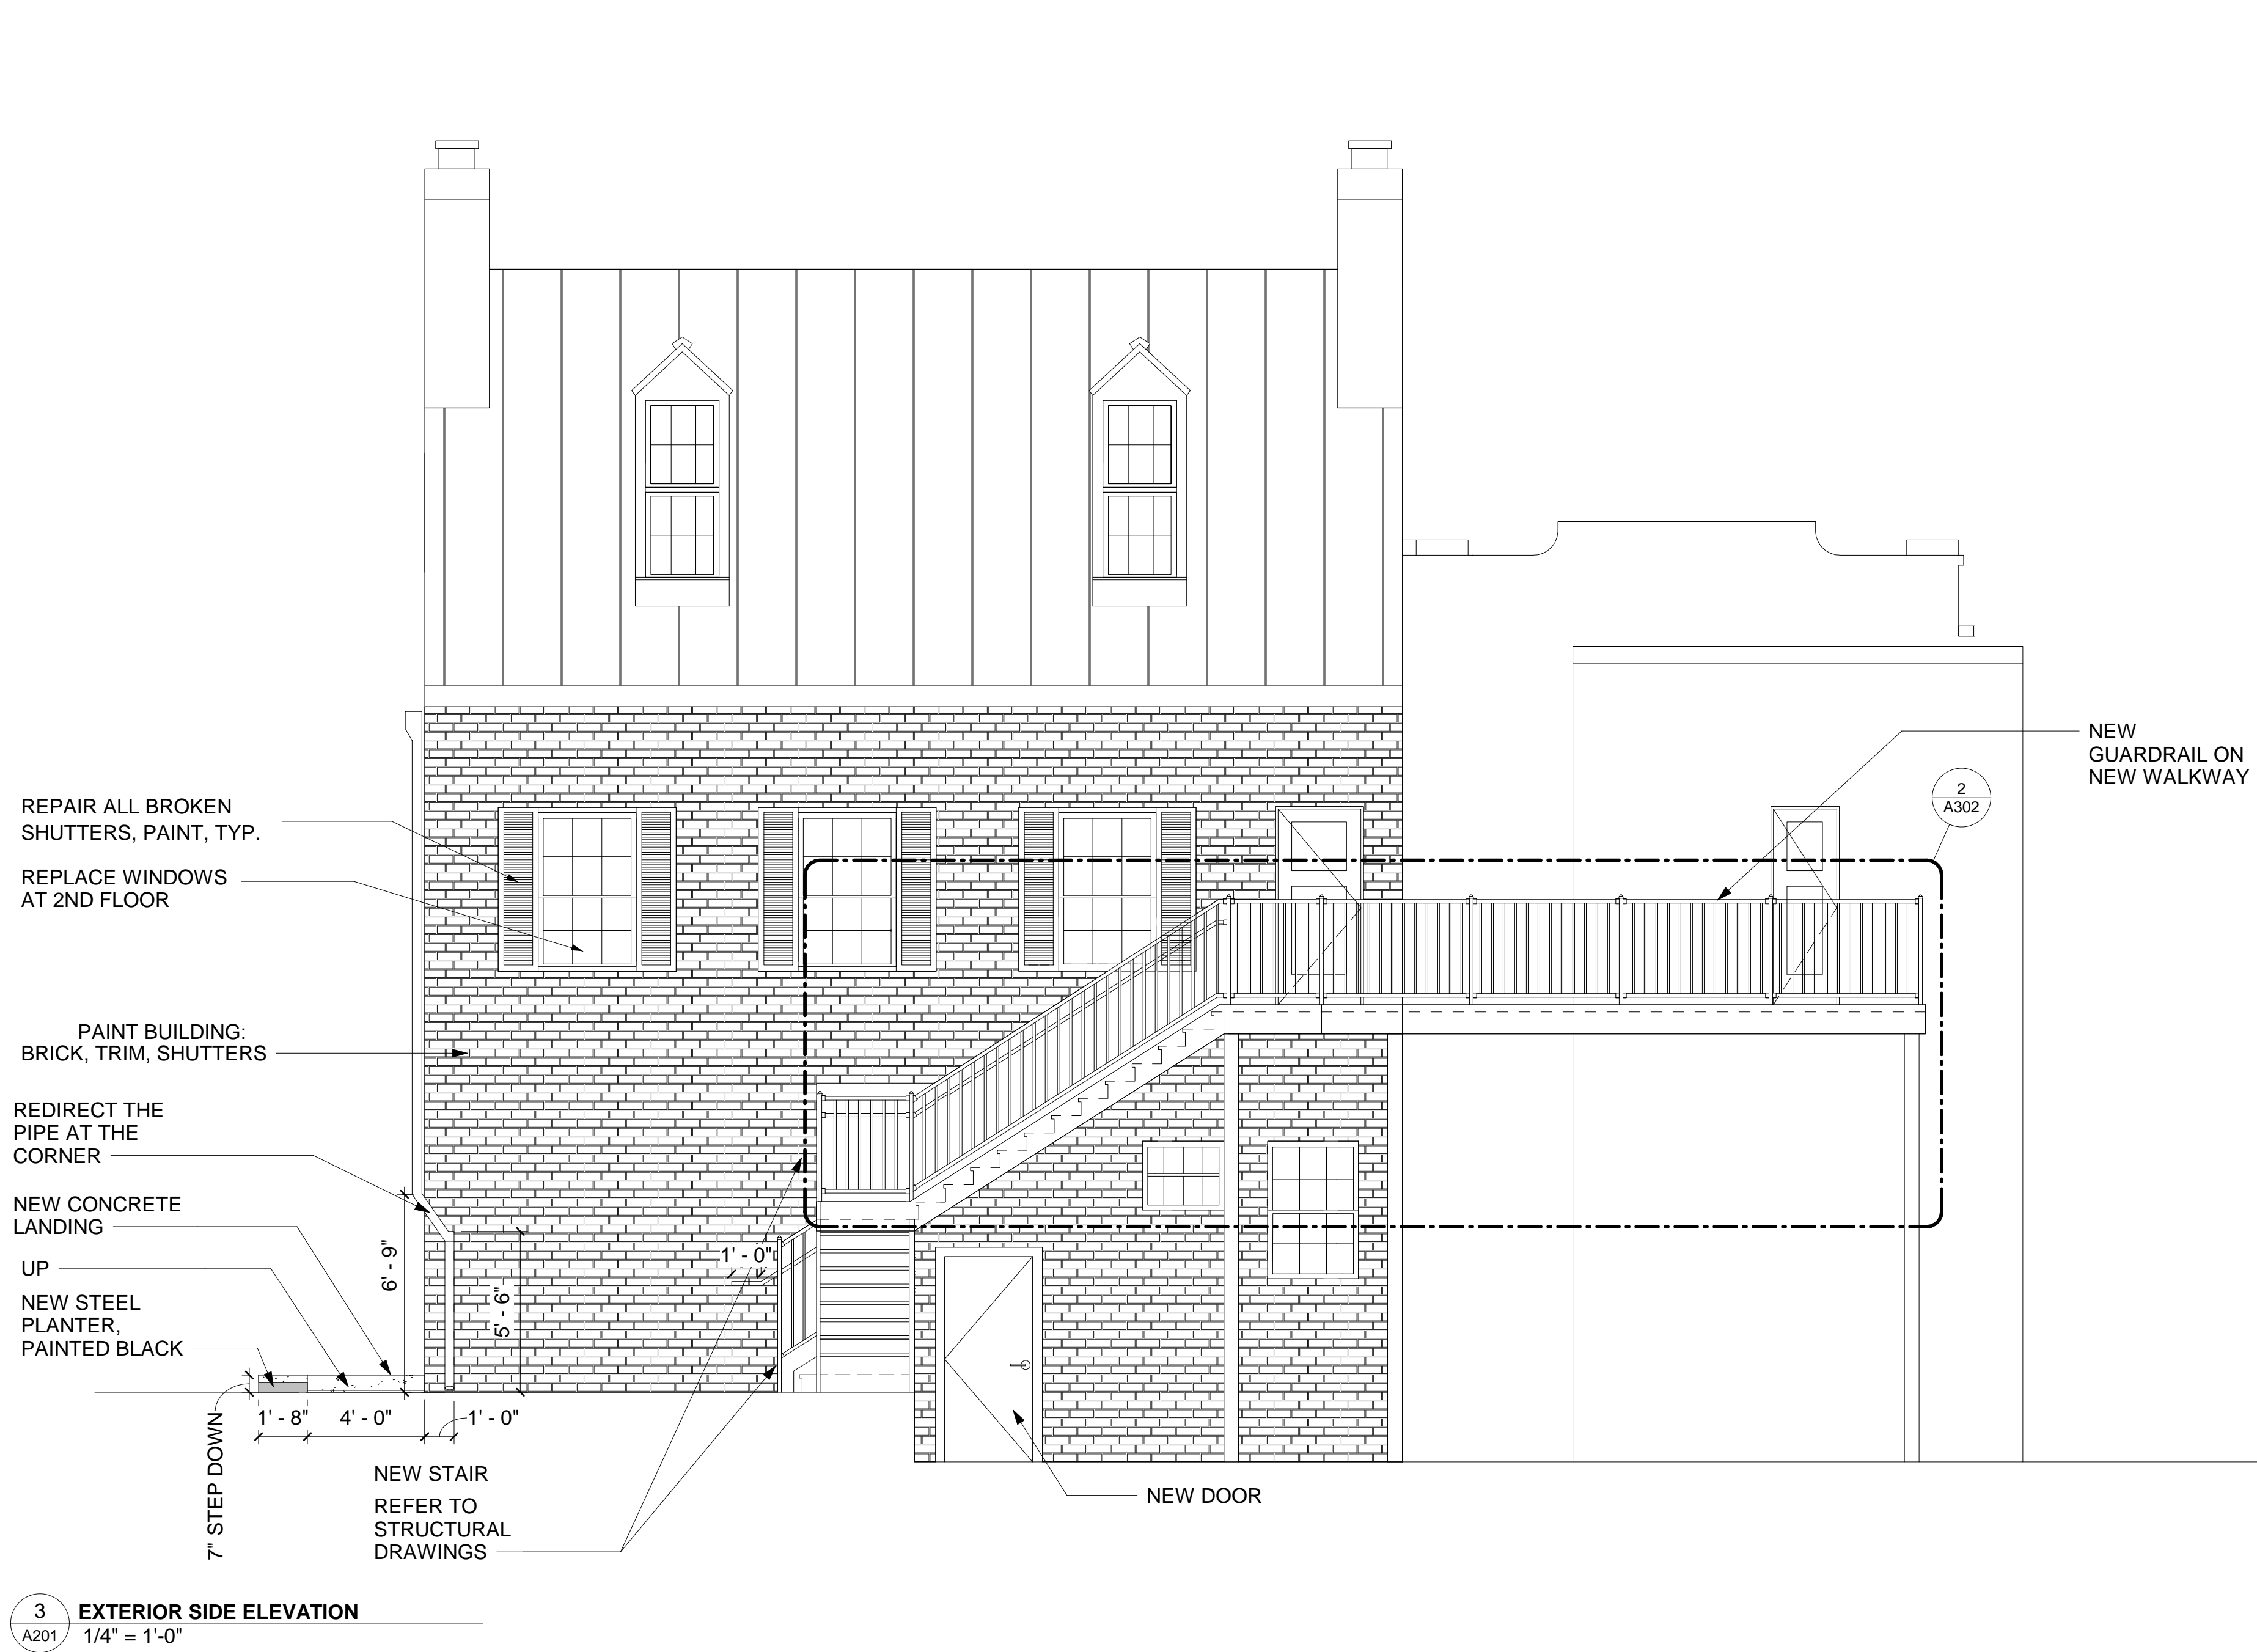 NEW
GUARDRAIL ON
NEW WALKWAY
2
A302
REPAIR ALL BROKEN
SHUTTERS, PAINT, TYP.
REPLACE WINDOWS
AT 2ND FLOOR
PAINT BUILDING:
BRICK, TRIM, SHUTTERS
REDIRECT THE
PIPE AT THE
CORNER
NEW CONCRETE
LANDING
UP
NEW STEEL
PLANTER,
PAINTED BLACK
6' - 9"
5' - 6"
1' - 0"
7" STEP DOWN
1' - 8"
4' - 0"
1' - 0"
NEW STAIR
REFER TO
STRUCTURAL
DRAWINGS
NEW DOOR
3
A201
EXTERIOR SIDE ELEVATION
1/4" = 1'-0"